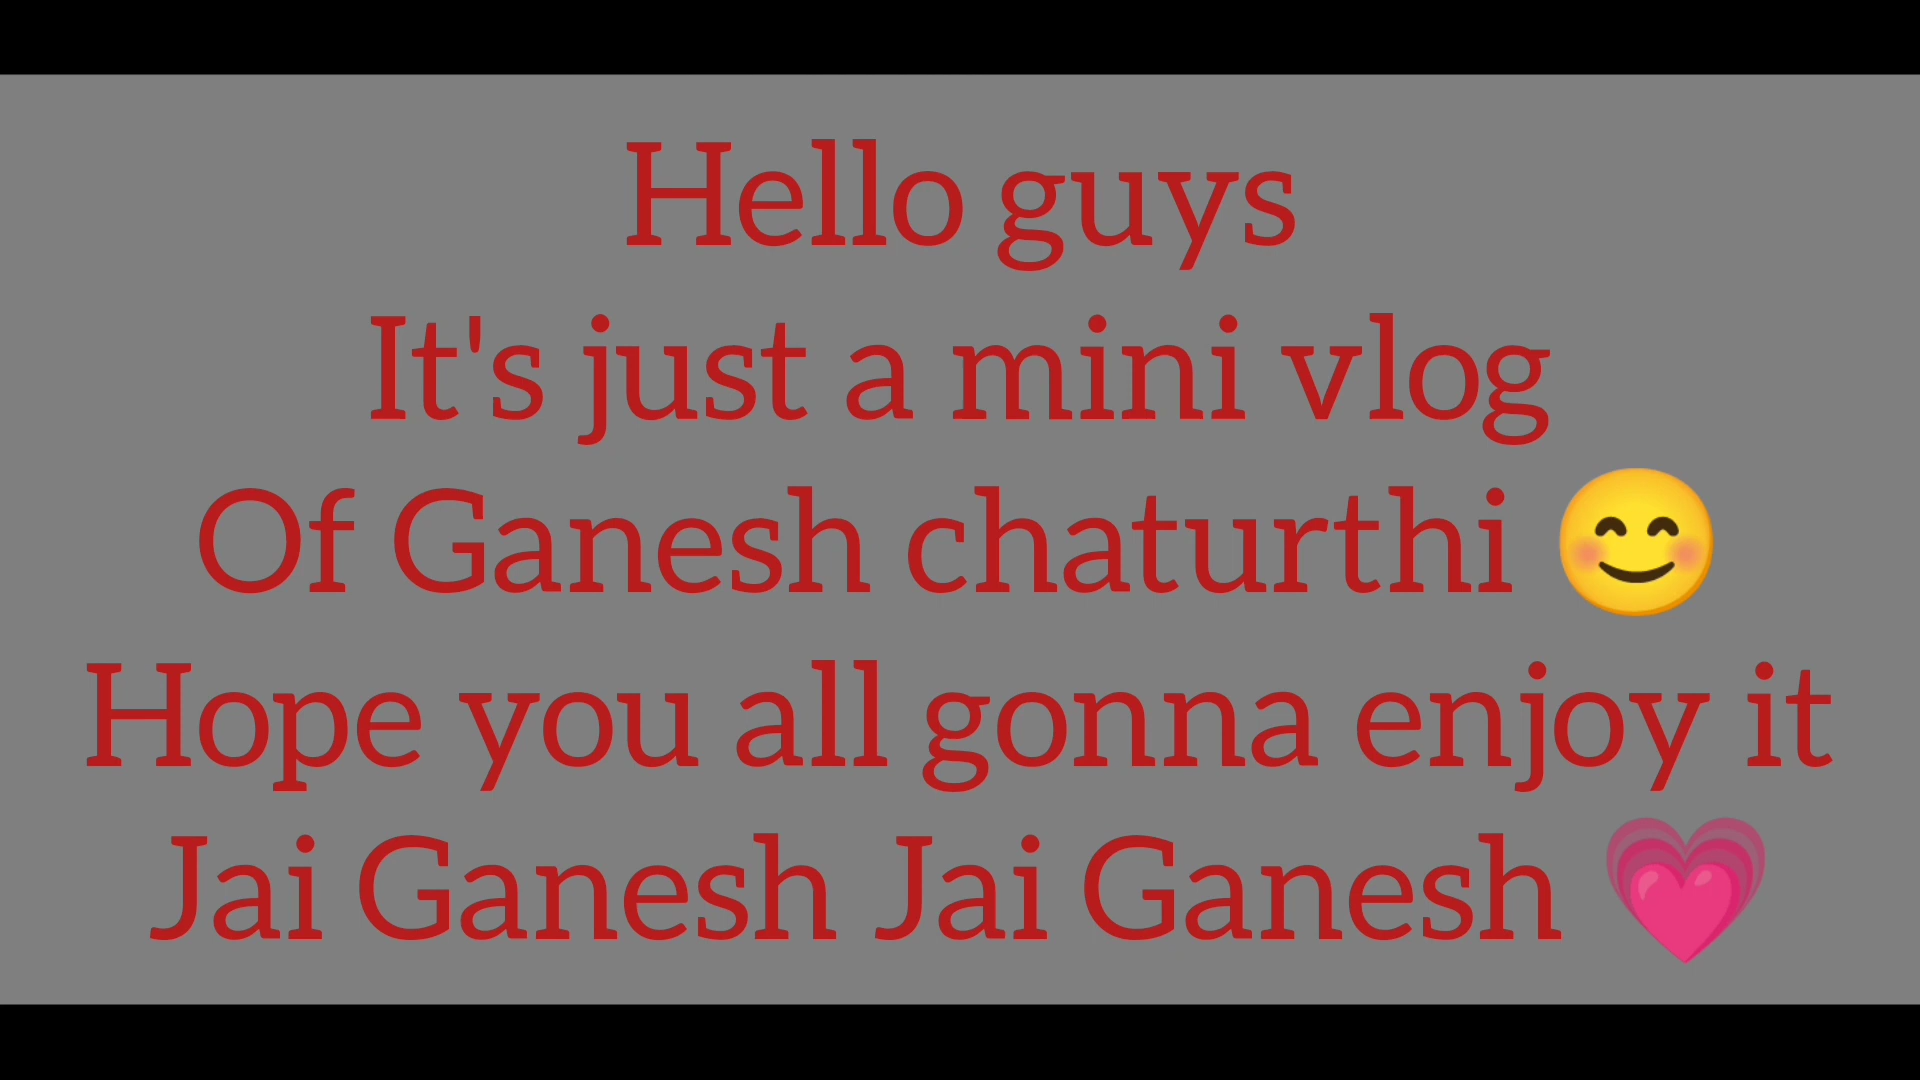 Hello guys
It's just a mini vlog
Of Ganesh chaturthi 😊
Hope you all gonna enjoy it
Jai Ganesh Jai Ganesh 💗